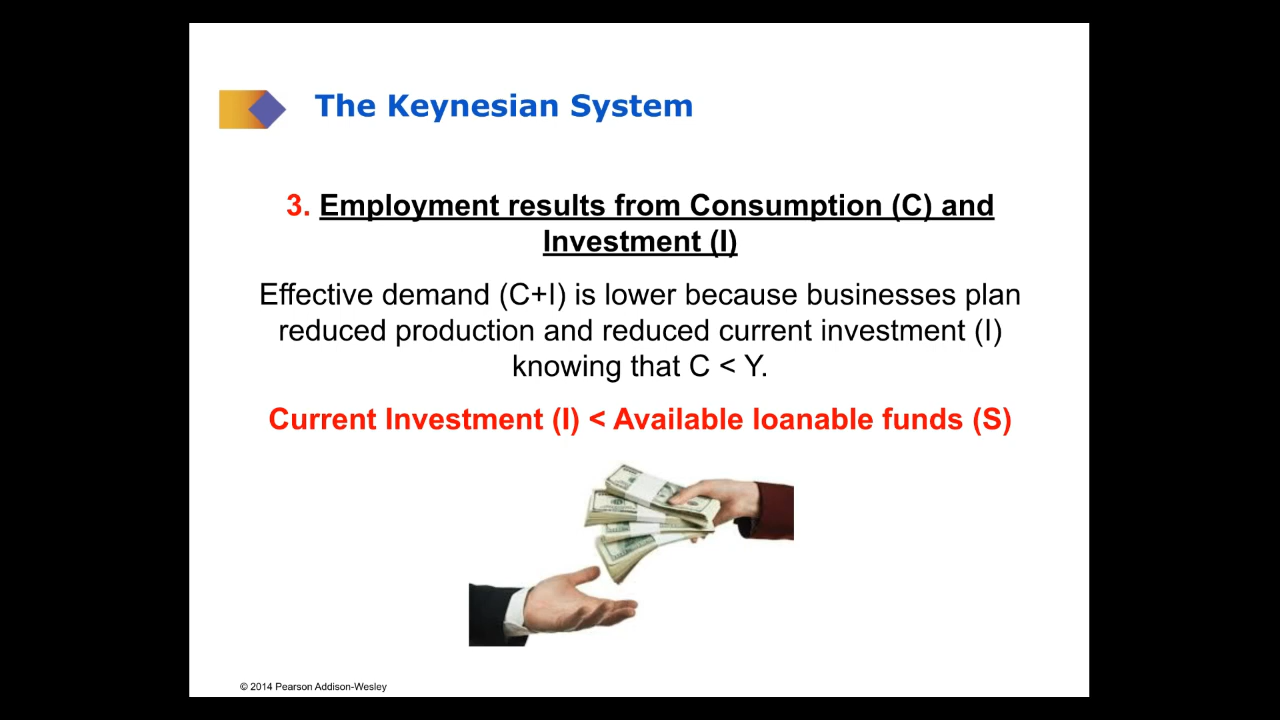 The Keynesian System
3. Employment results from Consumption (C) and
Investment (I)
Effective demand (C+I) is lower because businesses plan
reduced production and reduced current investment (I)
knowing that C < Y.
Current Investment (I) < Available loanable funds (S)
© 2014 Pearson Addison-Wesley